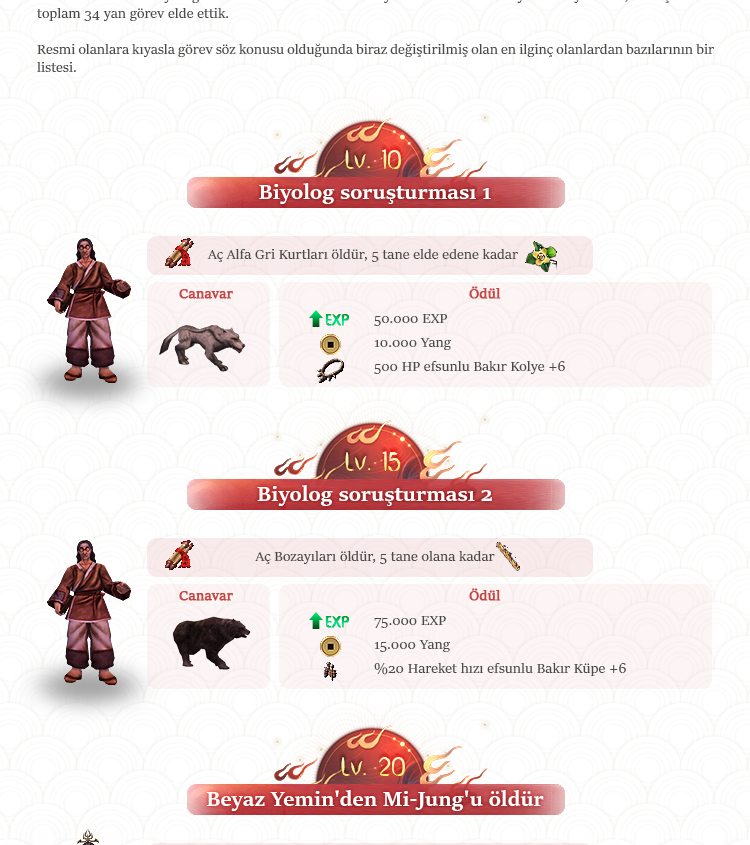 toplam 34 yan görev elde ettik.
Resmi olanlara kıyasla görev söz konusu olduğunda biraz değiştirilmiş olan en ilginç olanlardan bazılarının bir
listesi.
Lv. 10
Biyolog soruşturması 1
Aç Alfa Gri Kurtları öldür, 5 tane elde edene kadar
Canavar
Ödül
EXP 50.000 EXP
10.000 Yang
500 HP efsunlu Bakır Kolye +6
Lv. 15
Biyolog soruşturması 2
Aç Bozayıları öldür, 5 tane olana kadar
Canavar
Ödül
EXP 75.000 EXP
15.000 Yang
%20 Hareket hızı efsunlu Bakır Küpe +6
Lv. 20
Beyaz Yemin'den Mi-Jung'u öldür